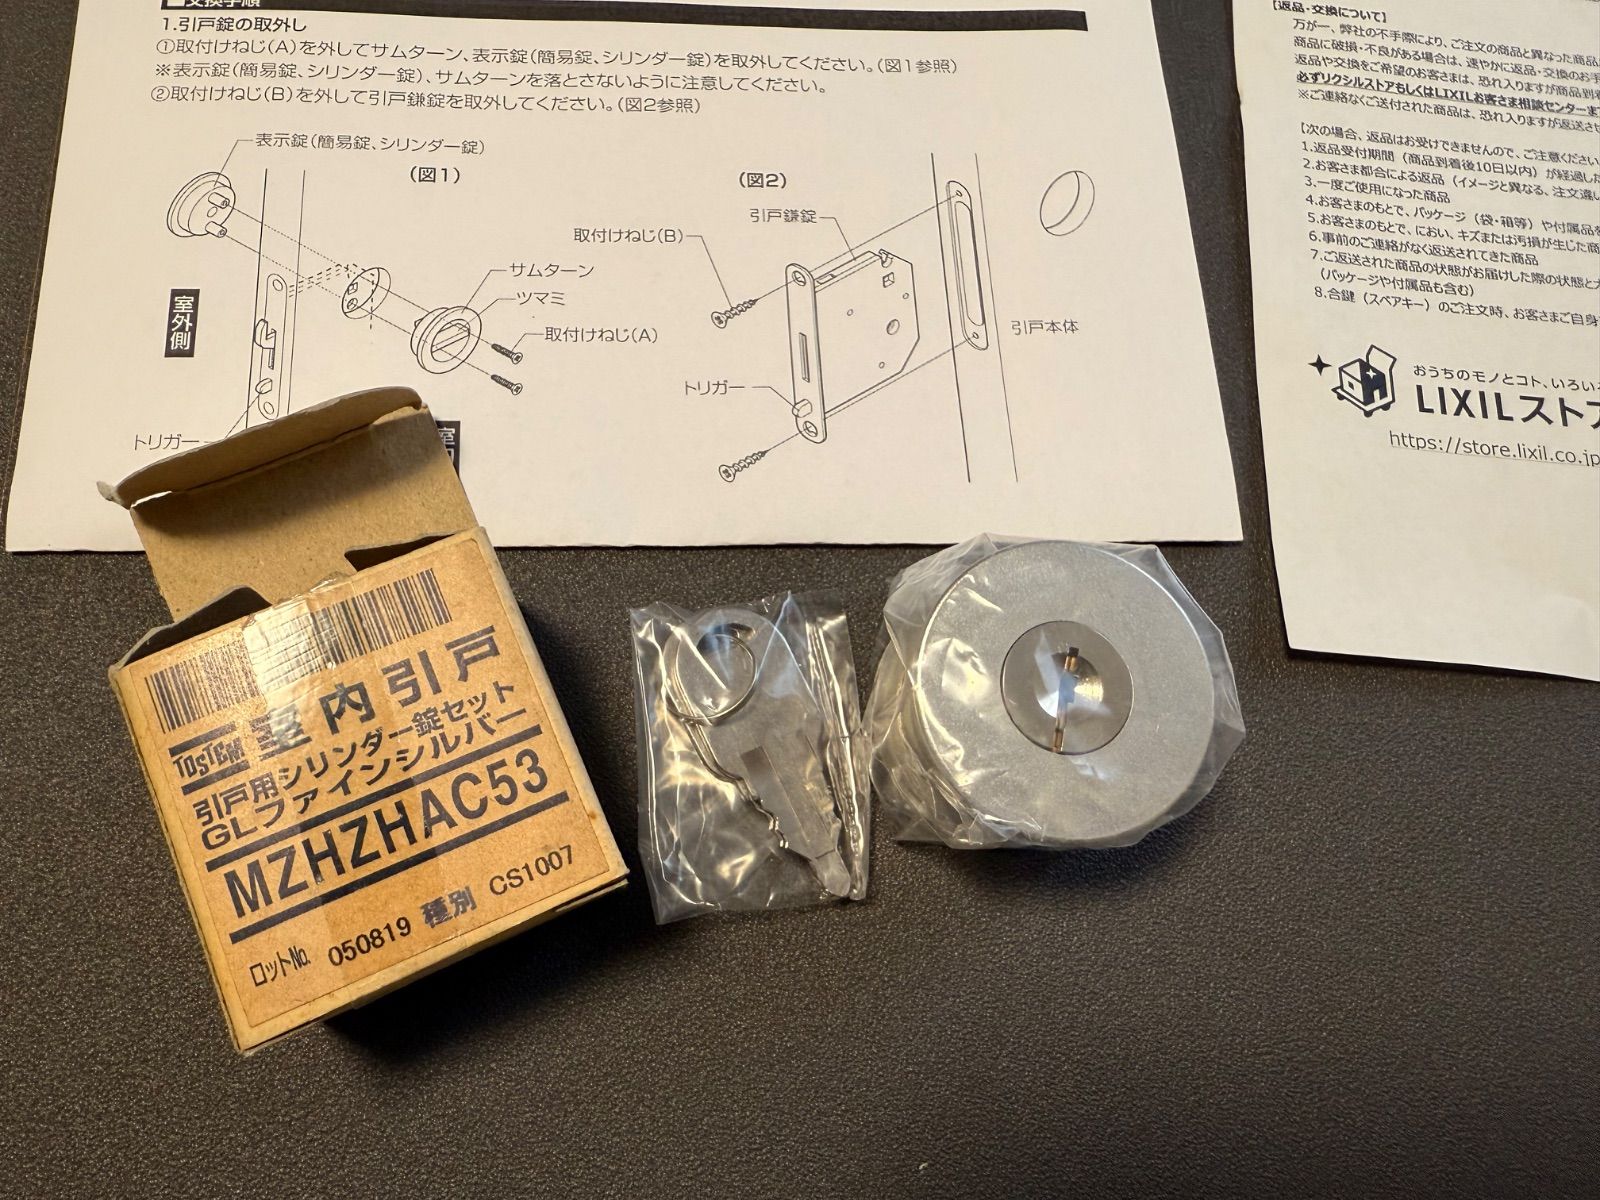 ■交換手順
1.引戸錠の取外し
①取付けねじ(A)を外してサムターン、表示錠(簡易錠、シリンダー錠)を取外してください。(図1参照)
※表示錠(簡易錠、シリンダー錠)、サムターンを落とさないように注意してください。
②取付けねじ(B)を外して引戸鎌錠を取外してください。(図2参照)
表示錠(簡易錠、シリンダー錠)
(図1)
サムターン
ツマミ
取付けねじ(A)
室外側
トリガー
室
(図2)
引戸鎌錠
取付けねじ(B)
引戸本体
トリガー
【返品・交換について】
万が一、弊社の不手際により、ご注文の商品と異なった商品
商品に破損・不良がある場合は、速やかに返品・交換のお手
返品や交換をご希望のお客さまは、恐れ入りますが商品到着
必ずリクシルストアもしくはLIXILお客さま相談センターま
※ご連絡なくご送付された商品は、恐れ入りますが返送させ
【次の場合、返品はお受けできませんので、ご注意ください
1.返品受付期間(商品到着後10日以内)が経過した
2.お客さま都合による返品(イメージと異なる、注文違い
3.一度ご使用になった商品
4.お客さまのもとで、パッケージ(袋・箱等)や付属品を
5.お客さまのもとで、におい、キズまたは汚損が生じた商
6.事前のご連絡がなく返送されてきた商品
7.ご返送された商品の状態がお届けした際の状態と
(パッケージや付属品も含む)
8.合鍵(スペアキー)のご注文時、お客さまご自身
おうちのモノとコト、いろいろ
LIXILストア
https://store.lixil.co.jp
TOSTEM 室内引戸
引戸用シリンダー錠セット
GLファインシルバー
MZHZHAC53
ロットNo. 050819 種別 CS1007